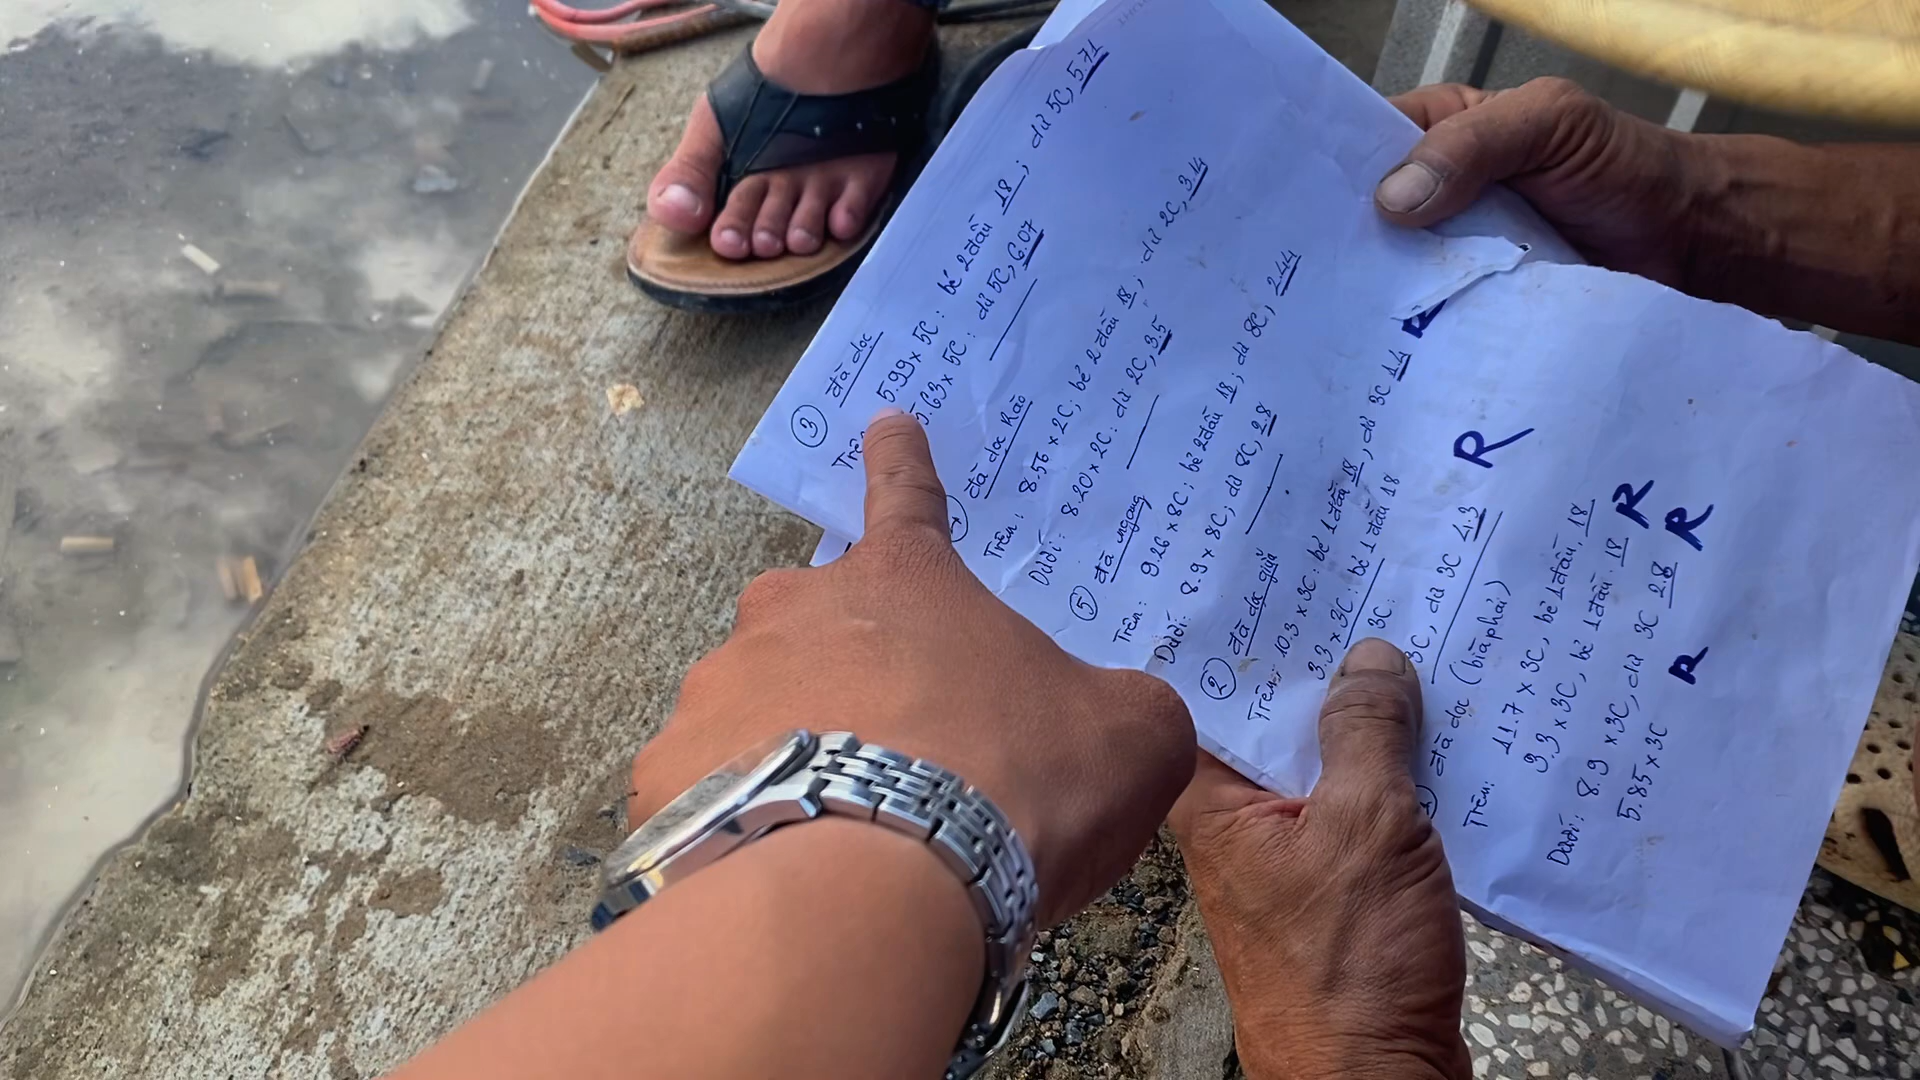 ③ đà dọc
Trên 5.99 x 5C: bẻ 2 đầu 18; dư 5C, 5.71
5.63 x 5C: dư 5C, 6.07
đà dọc Káo
Trên: 8.56 x 2C; bẻ 2 đầu 18; dư 2C, 3.14
Dưới: 8.20 x 2C: dư 2C, 3.5
⑤ đà ngang
Trên: 9.26 x 8C; bẻ 2 đầu 18; dư 8C, 2.44
Dưới: 8.9 x 8C; dư 8C, 2.8
② đà dọc giữ
Trên: 10.3 x 3C: bẻ 1 đầu 18, dư 3C 1.4 R
3.3 x 3C: bẻ 1 đầu 18
3C:
3C, dư 3C 4.3 R
đà dọc (bìa phải)
Trên: 11.7 x 3C, bẻ 1 đầu 18
3.3 x 3C, bẻ 1 đầu 18 R
Dưới: 8.9 x 3C, dư 3C 2.8 R
5.85 x 3C R